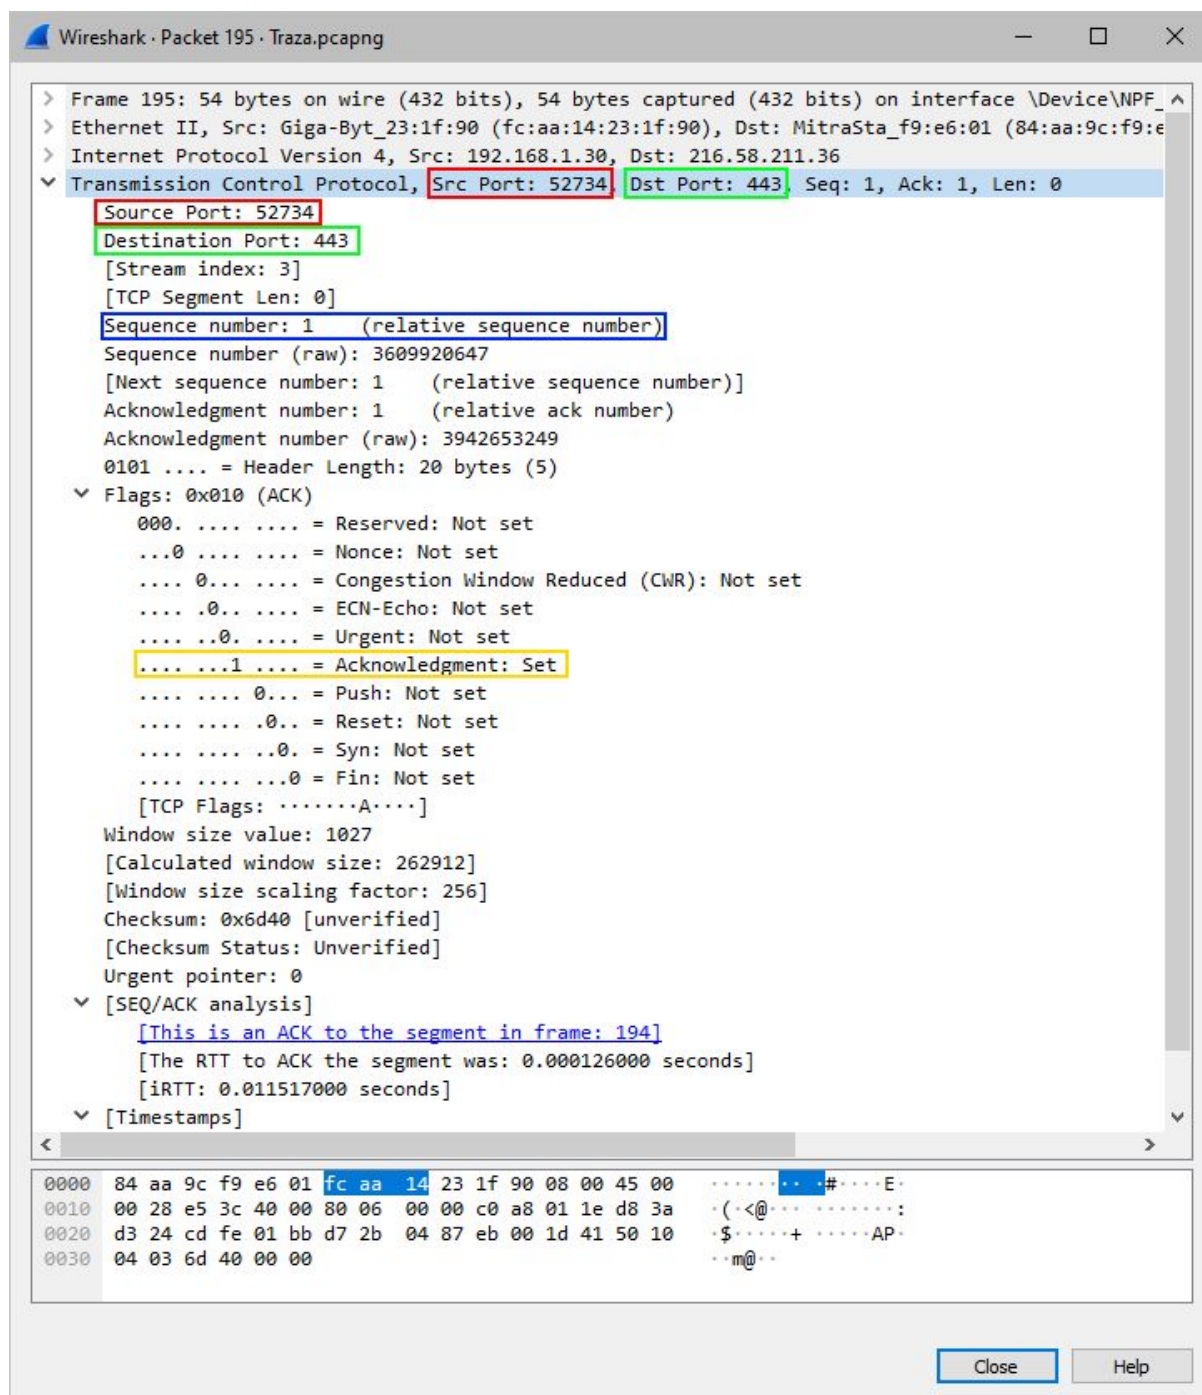 Wireshark · Packet 195 · Traza.pcapng
Frame 195: 54 bytes on wire (432 bits), 54 bytes captured (432 bits) on interface \Device\NPF_
Ethernet II, Src: Giga-Byt_23:1f:90 (fc:aa:14:23:1f:90), Dst: MitraSta_f9:e6:01 (84:aa:9c:f9:e
Internet Protocol Version 4, Src: 192.168.1.30, Dst: 216.58.211.36
Transmission Control Protocol, Src Port: 52734, Dst Port: 443, Seq: 1, Ack: 1, Len: 0
Source Port: 52734
Destination Port: 443
[Stream index: 3]
[TCP Segment Len: 0]
Sequence number: 1    (relative sequence number)
Sequence number (raw): 3609920647
[Next sequence number: 1    (relative sequence number)]
Acknowledgment number: 1    (relative ack number)
Acknowledgment number (raw): 3942653249
0101 .... = Header Length: 20 bytes (5)
Flags: 0x010 (ACK)
000. .... .... = Reserved: Not set
...0 .... .... = Nonce: Not set
.... 0... .... = Congestion Window Reduced (CWR): Not set
.... .0.. .... = ECN-Echo: Not set
.... ..0. .... = Urgent: Not set
.... ...1 .... = Acknowledgment: Set
.... .... 0... = Push: Not set
.... .... .0.. = Reset: Not set
.... .... ..0. = Syn: Not set
.... .... ...0 = Fin: Not set
[TCP Flags: ·······A····]
Window size value: 1027
[Calculated window size: 262912]
[Window size scaling factor: 256]
Checksum: 0x6d40 [unverified]
[Checksum Status: Unverified]
Urgent pointer: 0
[SEQ/ACK analysis]
[This is an ACK to the segment in frame: 194]
[The RTT to ACK the segment was: 0.000126000 seconds]
[iRTT: 0.011517000 seconds]
[Timestamps]
0000 84 aa 9c f9 e6 01 fc aa 14 23 1f 90 08 00 45 00 ········ ·#····E·
0010 00 28 e5 3c 40 00 80 06 00 00 c0 a8 01 1e d8 3a ·(·<@··· ·······:
0020 d3 24 cd fe 01 bb d7 2b 04 87 eb 00 1d 41 50 10 ·$·····+ ·····AP·
0030 04 03 6d 40 00 00 ··m@··
Close Help